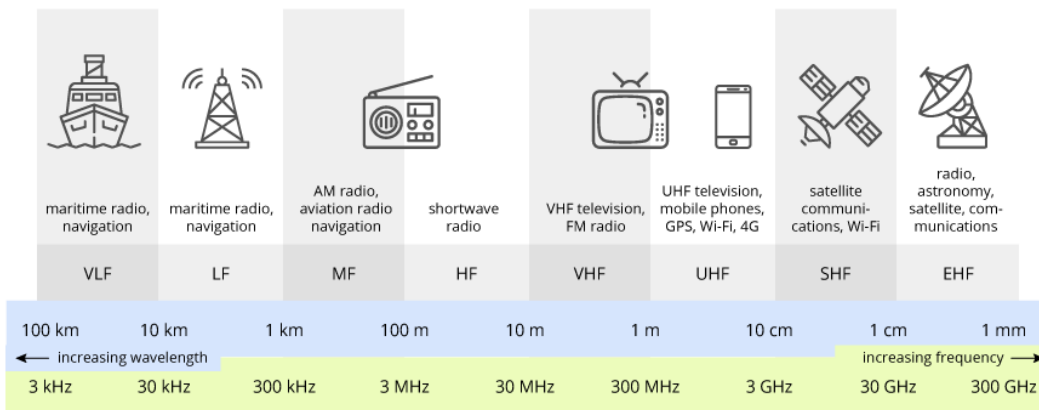 maritime radio,
navigation
maritime radio,
navigation
AM radio,
aviation radio
navigation
shortwave
radio
VHF television,
FM radio
UHF television,
mobile phones,
GPS, Wi-Fi, 4G
satellite
communi-
cations, Wi-Fi
radio,
astronomy,
satellite, com-
munications
VLF LF MF HF VHF UHF SHF EHF
100 km 10 km 1 km 100 m 10 m 1 m 10 cm 1 cm 1 mm
increasing wavelength increasing frequency
3 kHz 30 kHz 300 kHz 3 MHz 30 MHz 300 MHz 3 GHz 30 GHz 300 GHz